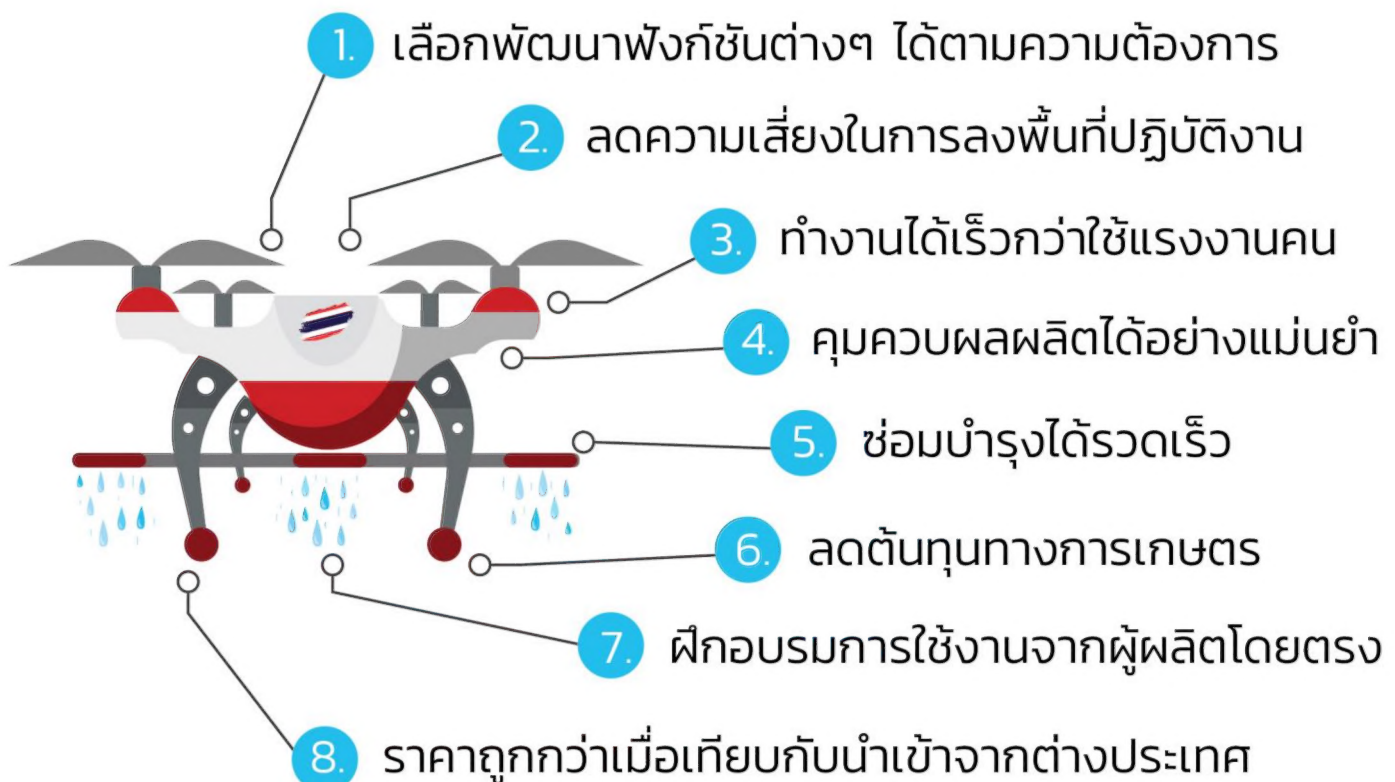 1. เลือกพัฒนาฟังก์ชันต่างๆ ได้ตามความต้องการ
2. ลดความเสี่ยงในการลงพื้นที่ปฏิบัติงาน
3. ทำงานได้เร็วกว่าใช้แรงงานคน
4. คุมควบผลผลิตได้อย่างแม่นยำ
5. ซ่อมบำรุงได้รวดเร็ว
6. ลดต้นทุนทางการเกษตร
7. ฝึกอบรมการใช้งานจากผู้ผลิตโดยตรง
8. ราคาถูกกว่าเมื่อเทียบกับนำเข้าจากต่างประเทศ